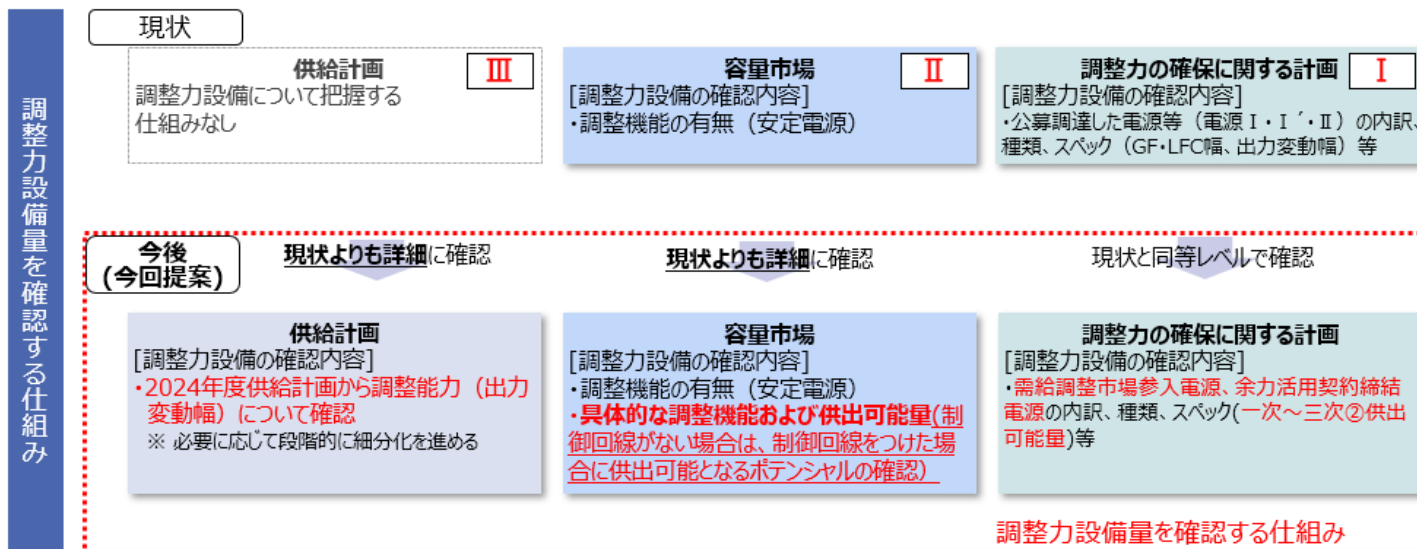 調整力設備量を確認する仕組み
現状
供給計画
Ⅲ
調整力設備について把握する
仕組みなし
容量市場
Ⅱ
[調整力設備の確認内容]
・調整機能の有無（安定電源）
調整力の確保に関する計画
Ⅰ
[調整力設備の確認内容]
・公募調達した電源等（電源Ⅰ・Ⅰ´・Ⅱ）の内訳、
種類、スペック（GF・LFC幅、出力変動幅）等
今後
(今回提案)
現状よりも詳細に確認
現状よりも詳細に確認
現状と同等レベルで確認
供給計画
[調整力設備の確認内容]
・2024年度供給計画から調整能力（出力
変動幅）について確認
※ 必要に応じて段階的に細分化を進める
容量市場
[調整力設備の確認内容]
・調整機能の有無（安定電源）
・具体的な調整機能および供出可能量(制
御回線がない場合は、制御回線をつけた場
合に供出可能となるポテンシャルの確認）
調整力の確保に関する計画
[調整力設備の確認内容]
・需給調整市場参入電源、余力活用契約締結
電源の内訳、種類、スペック(一次～三次②供出
可能量)等
調整力設備量を確認する仕組み